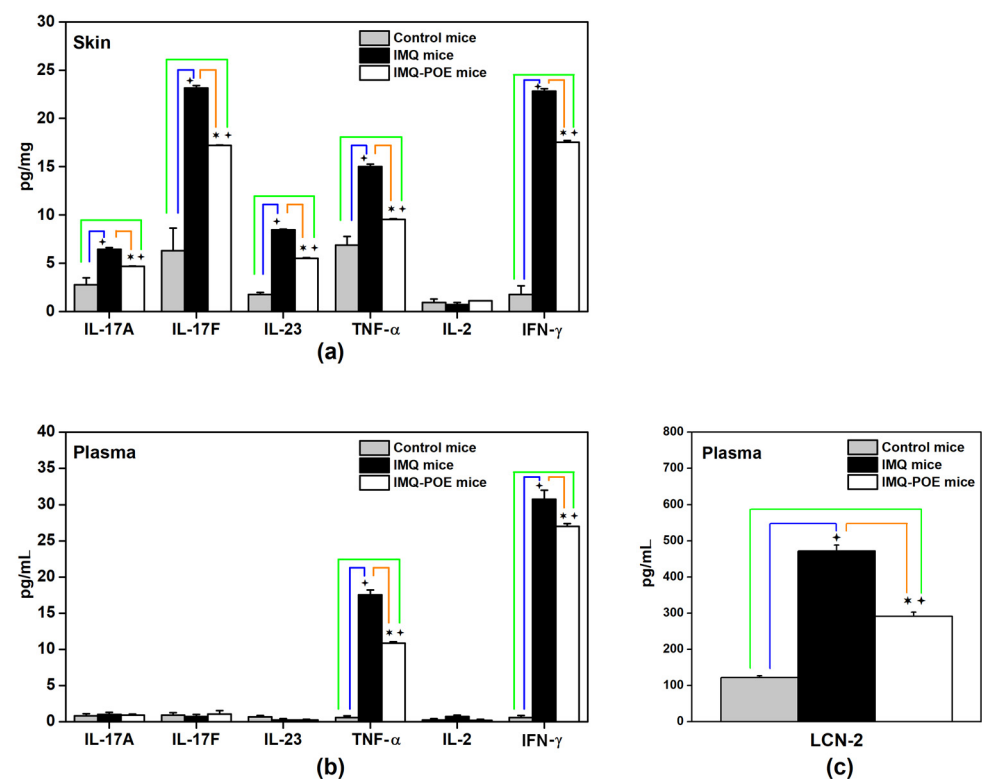 30
25
20
15
10
5
0
pg/mg
Skin
Control mice
IMQ mice
IMQ-POE mice
IL-17A IL-17F IL-23 TNF-α IL-2 IFN-γ
(a)
40
35
30
25
20
15
10
5
0
pg/mL
Plasma
Control mice
IMQ mice
IMQ-POE mice
IL-17A IL-17F IL-23 TNF-α IL-2 IFN-γ
(b)
800
700
600
500
400
300
200
100
0
pg/mL
Plasma
Control mice
IMQ mice
IMQ-POE mice
LCN-2
(c)